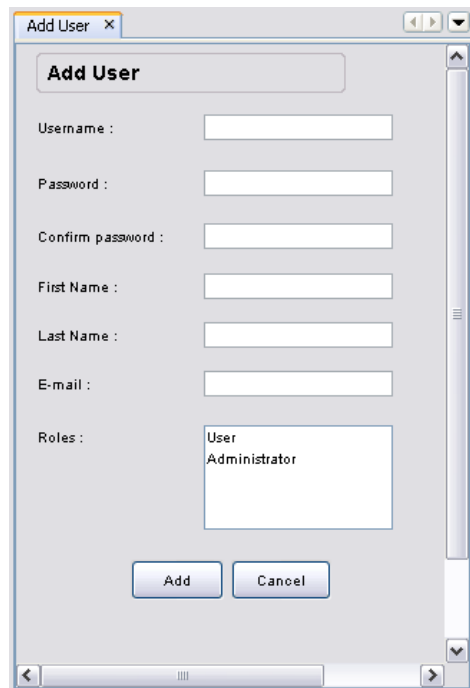 Add User
Add User
Username :
Password :
Confirm password :
First Name :
Last Name :
E-mail :
Roles :
User
Administrator
Add
Cancel